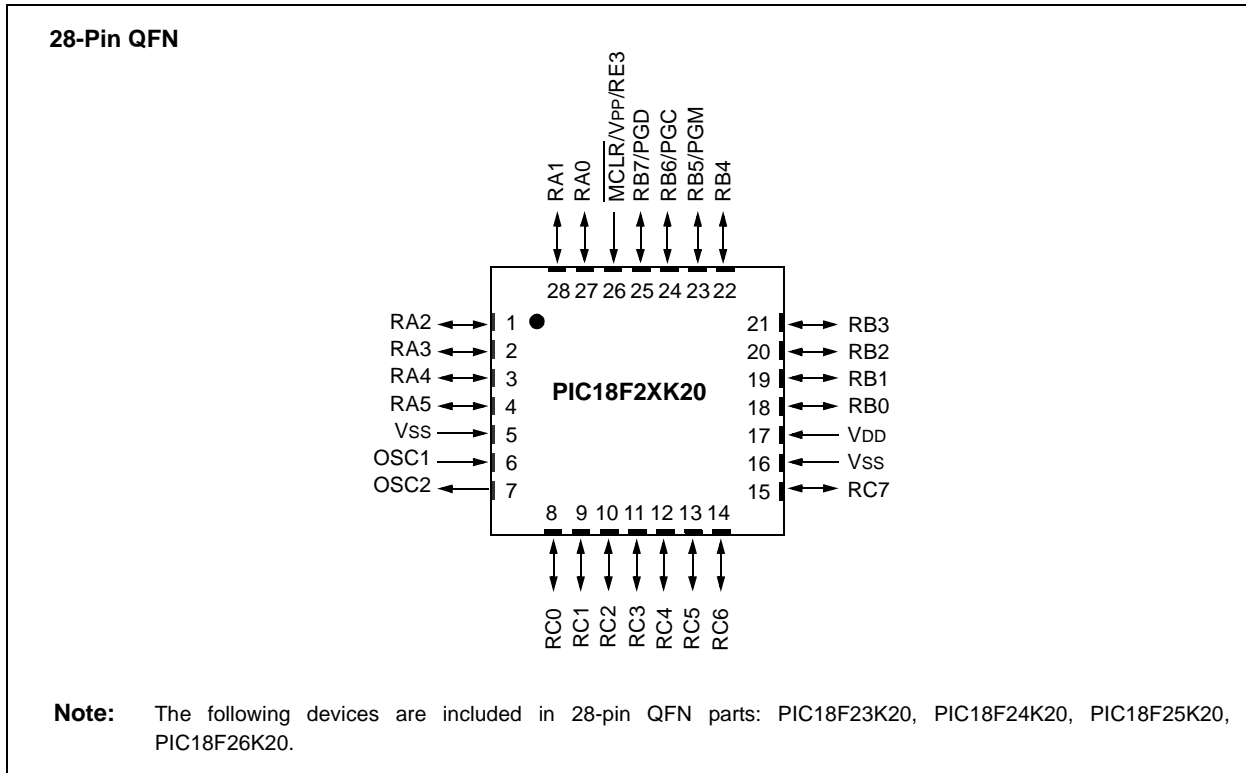 28-Pin QFN
RA1
RA0
MCLR/VPP/RE3
RB7/PGD
RB6/PGC
RB5/PGM
RB4
28 27 26 25 24 23 22
RA2 1 21 RB3
RA3 2 20 RB2
RA4 3 19 RB1
RA5 4 18 RB0
VSS 5 17 VDD
OSC1 6 16 VSS
OSC2 7 15 RC7
PIC18F2XK20
8 9 10 11 12 13 14
RC0
RC1
RC2
RC3
RC4
RC5
RC6
Note: The following devices are included in 28-pin QFN parts: PIC18F23K20, PIC18F24K20, PIC18F25K20,
PIC18F26K20.